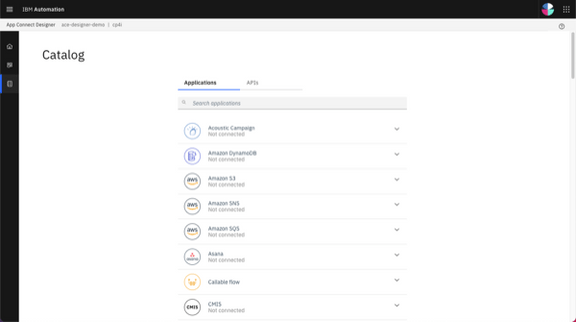 IBM Automation
App Connect Designer ace-designer-demo | cp4i
Catalog
Applications APIs
Search applications
Acoustic Campaign
Not connected
Amazon DynamoDB
Not connected
aws
Amazon S3
Not connected
aws
Amazon SNS
Not connected
aws
Amazon SQS
Not connected
asana
Asana
Not connected
Callable flow
CMIS
CMIS
Not connected